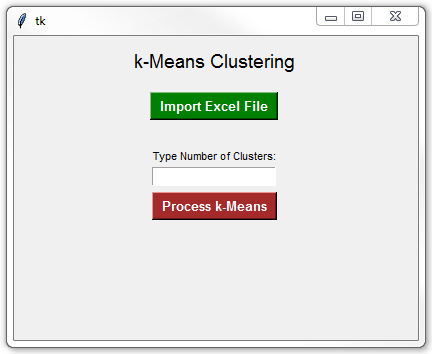 tk
k-Means Clustering
Import Excel File
Type Number of Clusters:
Process k-Means